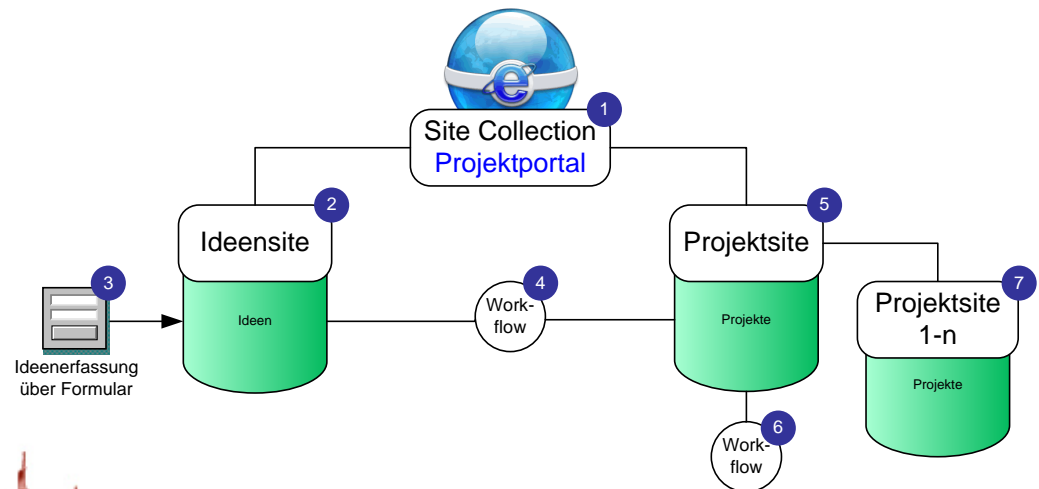 1
Site Collection
Projektportal
2
Ideensite
Ideen
3
Ideenerfassung
über Formular
4
Work-
flow
5
Projektsite
Projekte
6
Work-
flow
7
Projektsite
1-n
Projekte